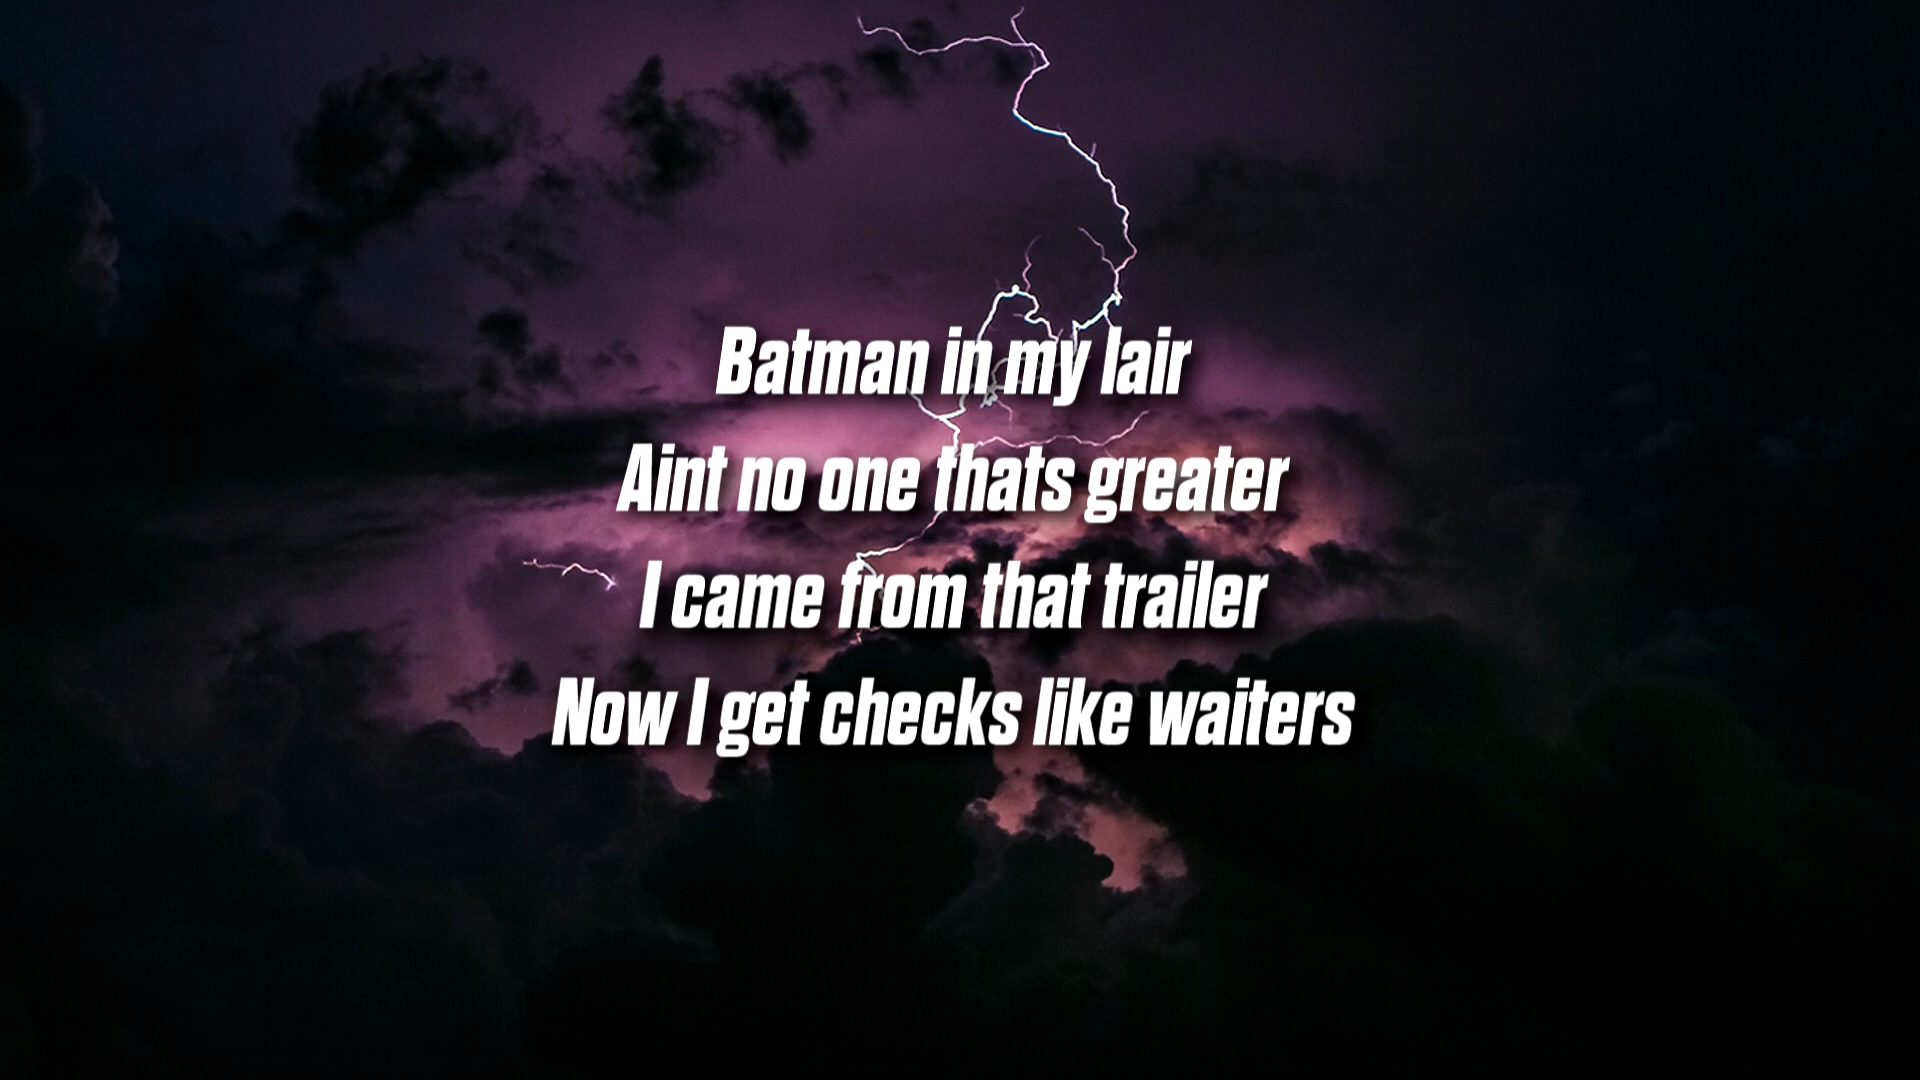 Batman in my lair
Aint no one thats greater
I came from that trailer
Now I get checks like waiters